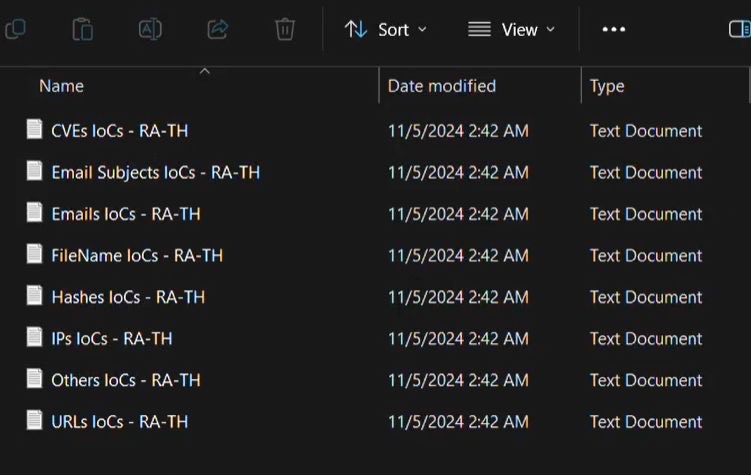 Sort View ...
Name Date modified Type
CVEs IoCs - RA-TH 11/5/2024 2:42 AM Text Document
Email Subjects IoCs - RA-TH 11/5/2024 2:42 AM Text Document
Emails IoCs - RA-TH 11/5/2024 2:42 AM Text Document
FileName IoCs - RA-TH 11/5/2024 2:42 AM Text Document
Hashes IoCs - RA-TH 11/5/2024 2:42 AM Text Document
IPs IoCs - RA-TH 11/5/2024 2:42 AM Text Document
Others IoCs - RA-TH 11/5/2024 2:42 AM Text Document
URLs IoCs - RA-TH 11/5/2024 2:42 AM Text Document